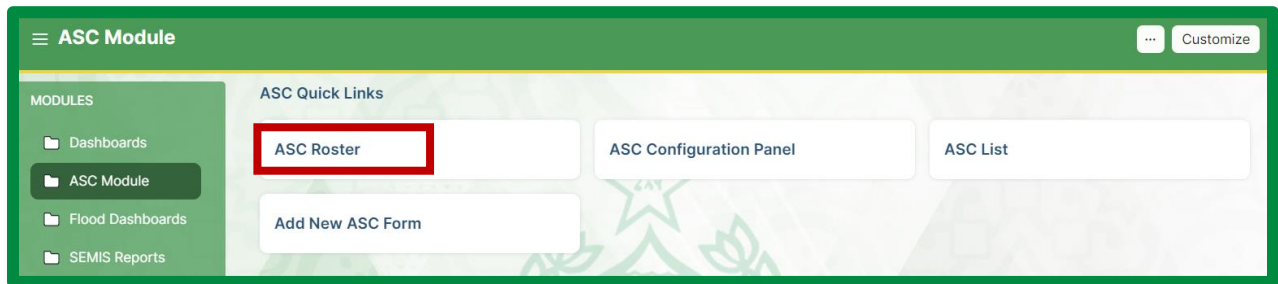 ASC Module
... Customize
MODULES
Dashboards
ASC Module
Flood Dashboards
SEMIS Reports
ASC Quick Links
ASC Roster
ASC Configuration Panel
ASC List
Add New ASC Form